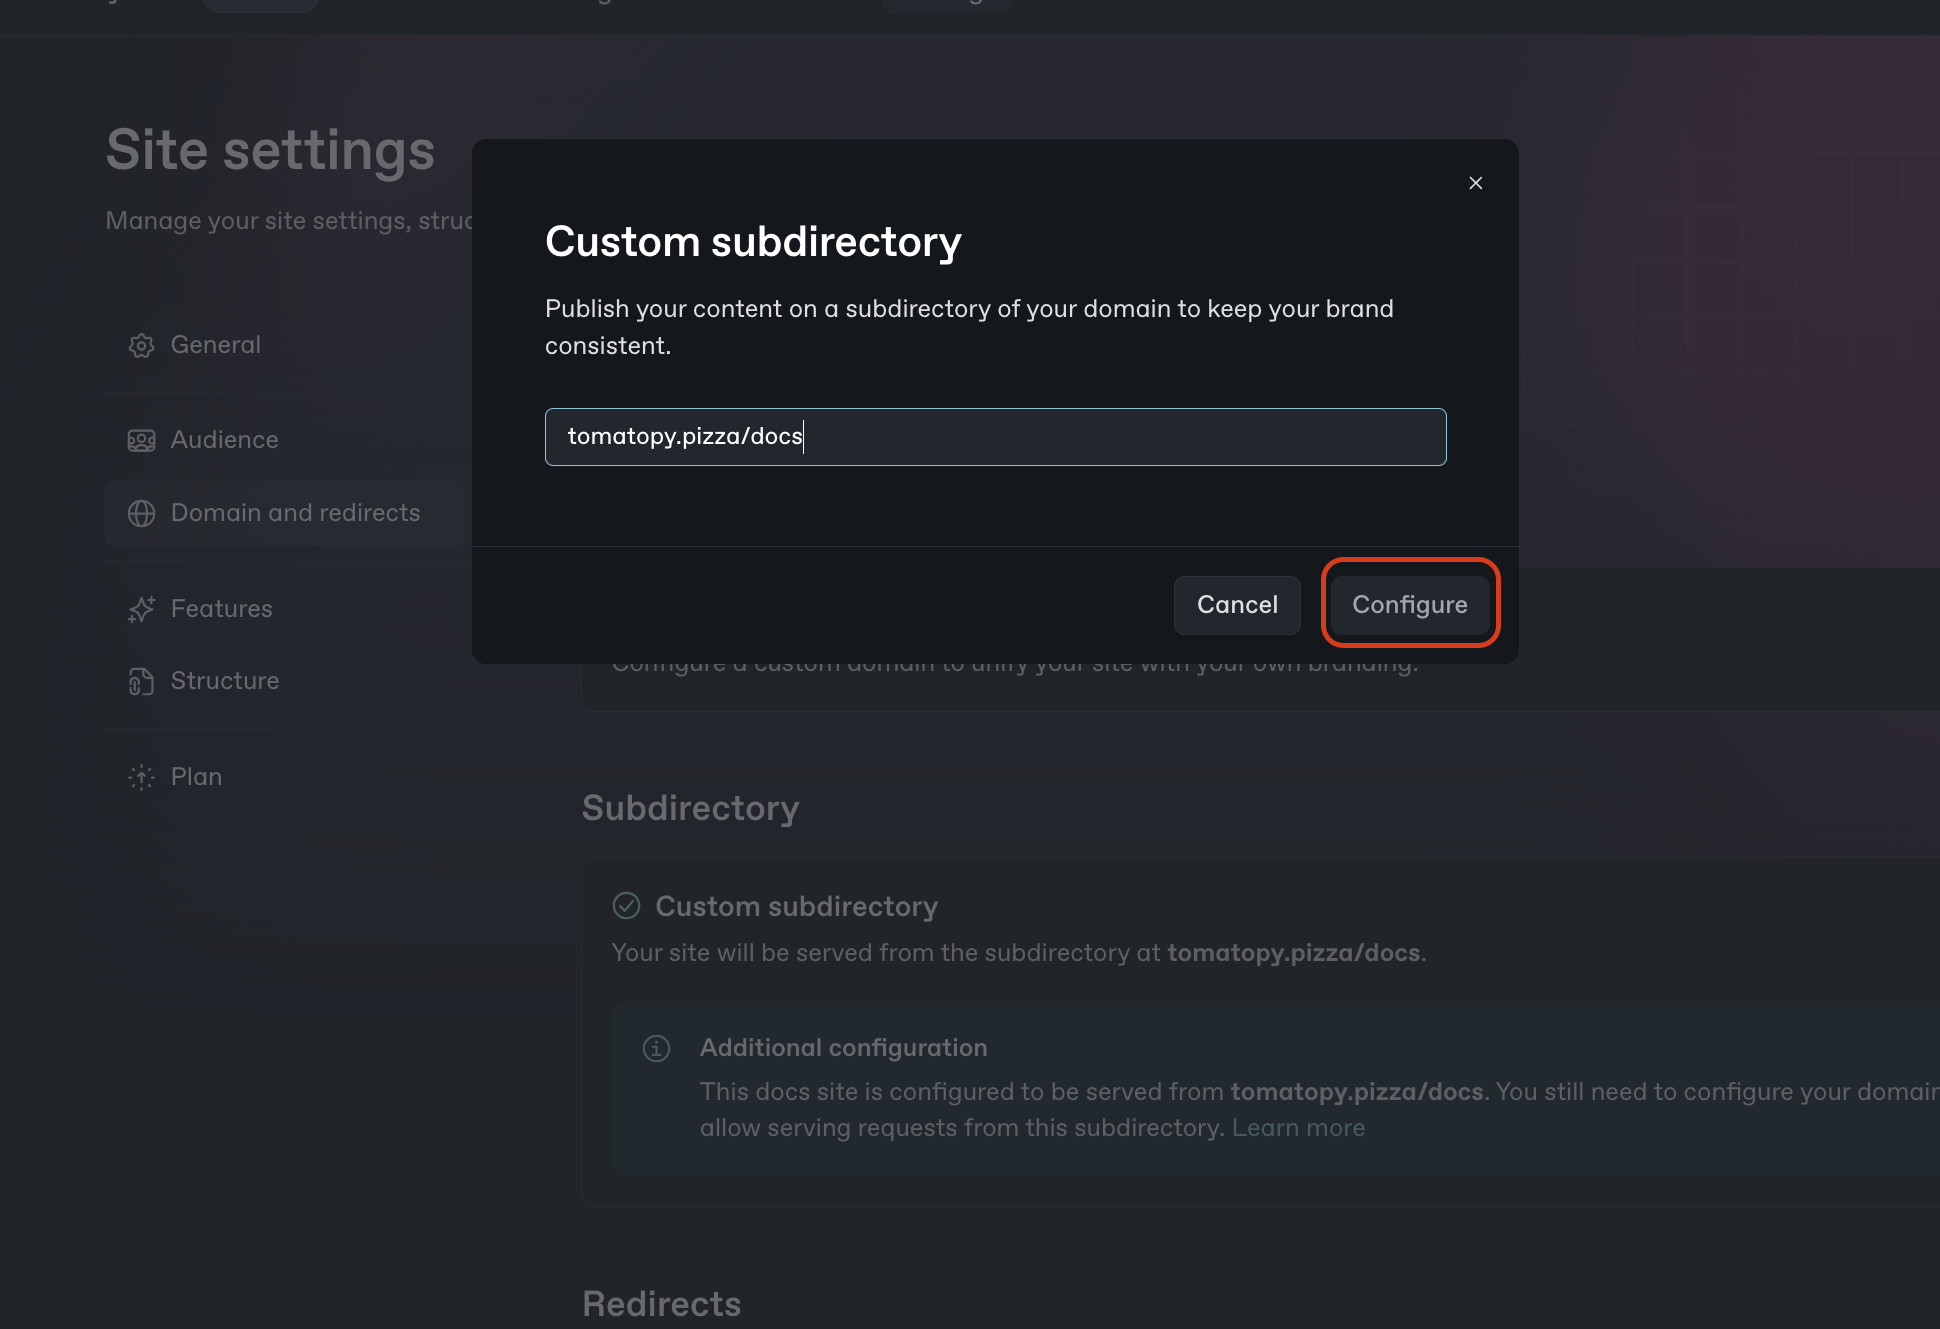 Site settings
Manage your site settings, struc
General
Audience
Domain and redirects
Features
Structure
Plan
Custom subdirectory
Publish your content on a subdirectory of your domain to keep your brand
consistent.
tomatopy.pizza/docs
Cancel
Configure
Configure a custom domain to unify your site with your own branding.
Subdirectory
Custom subdirectory
Your site will be served from the subdirectory at tomatopy.pizza/docs.
Additional configuration
This docs site is configured to be served from tomatopy.pizza/docs. You still need to configure your domain
allow serving requests from this subdirectory. Learn more
Redirects